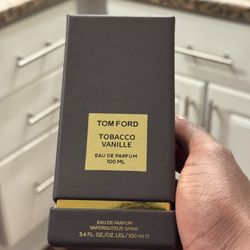 TOM FORD
TOBACCO
VANILLE
EAU DE PARFUM
100 ML
EAU DE PARFUM
VAPORISATEUR SPRAY
3.4 FL. OZ./OZ. LIQ / 100 ml ℮